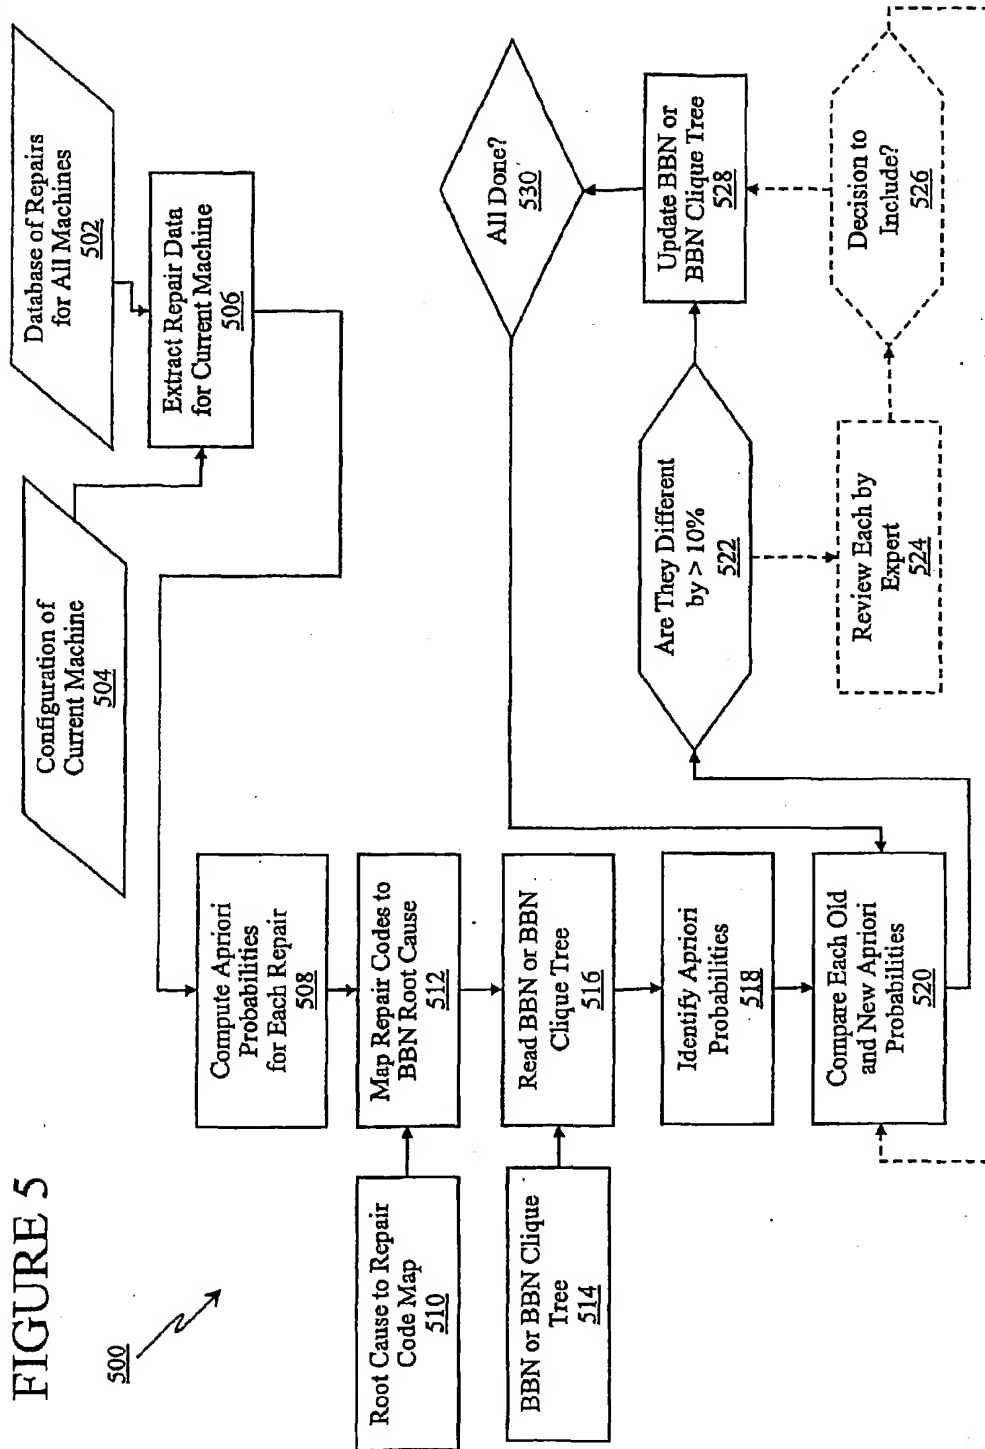 FIGURE 5
500
Database of Repairs
for All Machines
502
Configuration of
Current Machine
504
Extract Repair Data
for Current Machine
506
Compute Apriori
Probabilities
for Each Repair
508
Root Cause to Repair
Code Map
510
Map Repair Codes to
BBN Root Cause
512
BBN or BBN Clique
Tree
514
Read BBN or BBN
Clique Tree
516
Identify Apriori
Probabilities
518
Compare Each Old
and New Apriori
Probabilities
520
Are They Different
by > 10%
522
Review Each by
Expert
524
Decision to
Include?
526
Update BBN or
BBN Clique Tree
528
All Done?
530